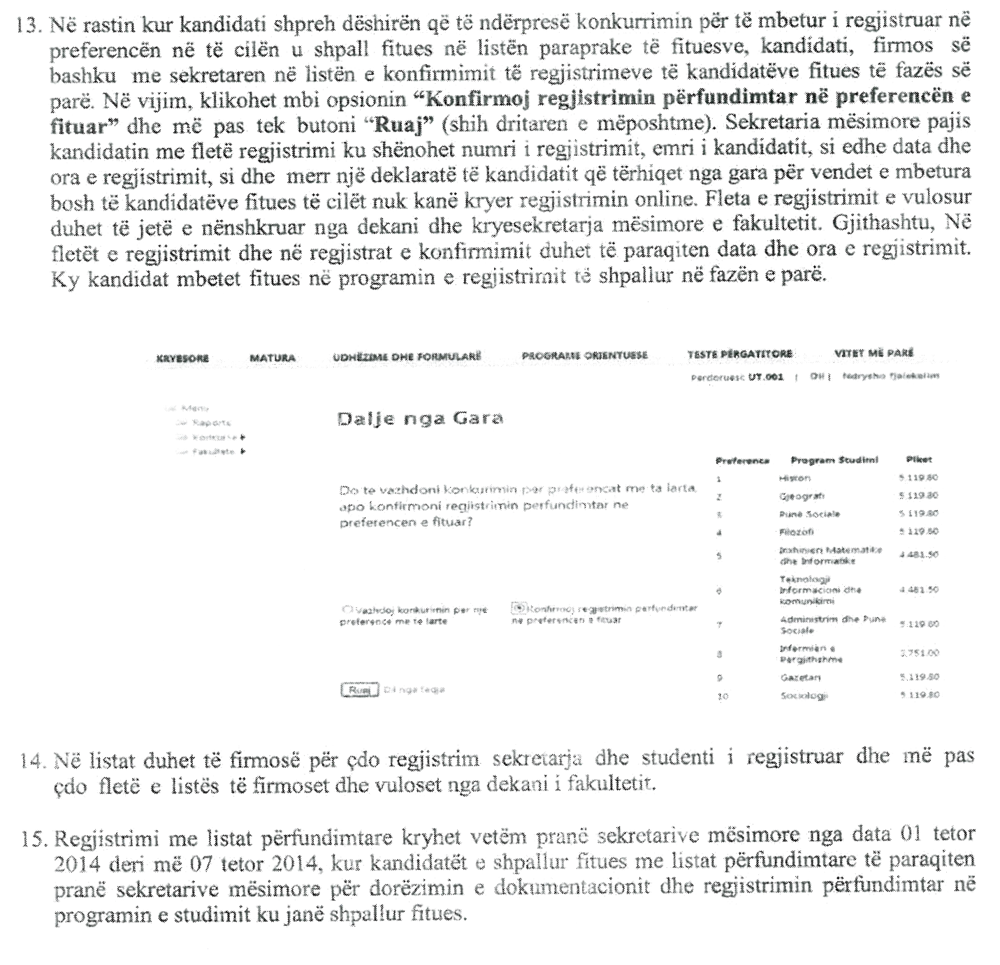 13. Në rastin kur kandidati shpreh dëshirën që të ndërpresë konkurrimin për të mbetur i regjistruar në
preferencën në të cilën u shpall fitues në listën paraprake të fituesve, kandidati, firmos së
bashku me sekretaren në listën e konfirmimit të regjistrimeve të kandidatëve fitues të fazës së
parë. Në vijim, klikohet mbi opsionin “Konfirmoj regjistrimin përfundimtar në preferencën e
fituar” dhe më pas tek butoni “Ruaj” (shih dritaren e mëposhtme). Sekretaria mësimore pajis
kandidatin me fletë regjistrimi ku shënohet numri i regjistrimit, emri i kandidatit, si edhe data dhe
ora e regjistrimit, si dhe merr një deklaratë të kandidatit që tërhiqet nga gara për vendet e mbetura
bosh të kandidatëve fitues të cilët nuk kanë kryer regjistrimin online. Fleta e regjistrimit e vulosur
duhet të jetë e nënshkruar nga dekani dhe kryesekretarja mësimore e fakultetit. Gjithashtu, Në
fletët e regjistrimit dhe në regjistrat e konfirmimit duhet të paraqiten data dhe ora e regjistrimit.
Ky kandidat mbetet fitues në programin e regjistrimit të shpallur në fazën e parë.
KRYESORE MATURA UDHËZIME DHE FORMULARË PROGRAME ORIENTUESE TESTE PËRGATITORE VITET MË PARË
Perdoruesi: UT.001 | Dil | Ndrysho fjalekalim
Menu
Raporte
Konkurse
Fakultete
Dalje nga Gara
Do te vazhdoni konkurimin per preferencat me ta larta,
apo konfirmoni regjistrimin perfundimtar ne
preferencen e fituar?
Vazhdoj konkurimin per nje
preference me te larte
Konfirmoj regjistrimin perfundimtar
ne preferencen e fituar
Ruaj Dil nga faqja
Preferenca Program Studimi Piket
1 Histori 5,119.80
2 Gjeografi 5,119.80
3 Punë Sociale 5,119.80
4 Filozofi 5,119.80
5 Inxhinieri Matematike
dhe Informatike 4,481.50
6 Teknologji
Informacioni dhe
komunikimi 4,481.50
7 Administrim dhe Pune
Sociale 5,119.80
8 Infermieri e
Pergjithshme 3,751.00
9 Gazetari 5,119.80
10 Sociologji 5,119.80
14. Në listat duhet të firmosë për çdo regjistrim sekretarja dhe studenti i regjistruar dhe më pas
çdo fletë e listës të firmoset dhe vuloset nga dekani i fakultetit.
15. Regjistrimi me listat përfundimtare kryhet vetëm pranë sekretarive mësimore nga data 01 tetor
2014 deri më 07 tetor 2014, kur kandidatët e shpallur fitues me listat përfundimtare të paraqiten
pranë sekretarive mësimore për dorëzimin e dokumentacionit dhe regjistrimin përfundimtar në
programin e studimit ku janë shpallur fitues.